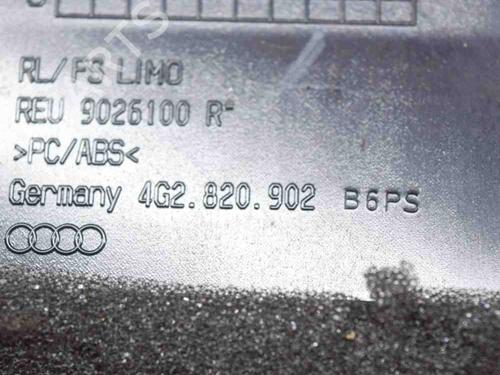 RL/FS LIMO
REU 9026100 R"
>PC/ABS<
Germany 4G2.820.902 B6PS